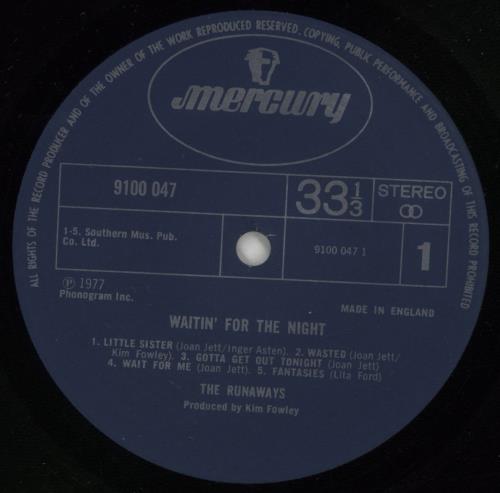 ALL RIGHTS OF THE RECORD PRODUCER AND OF THE OWNER OF THE WORK REPRODUCED RESERVED. COPYING, PUBLIC PERFORMANCE AND BROADCASTING OF THIS RECORD PROHIBITED
mercury
9100 047
33 1/3
STEREO
1-5. Southern Mus. Pub.
Co. Ltd.
9100 047 1
1
Ⓟ 1977
Phonogram Inc.
MADE IN ENGLAND
WAITIN' FOR THE NIGHT
1. LITTLE SISTER (Joan Jett/Inger Asten). 2. WASTED (Joan Jett/
Kim Fowley). 3. GOTTA GET OUT TONIGHT (Joan Jett)
4. WAIT FOR ME (Joan Jett). 5. FANTASIES (Lita Ford)
THE RUNAWAYS
Produced by Kim Fowley